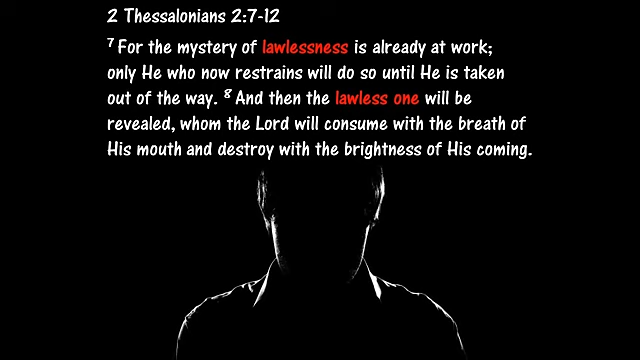 2 Thessalonians 2:7-12
7 For the mystery of lawlessness is already at work;
only He who now restrains will do so until He is taken
out of the way. 8 And then the lawless one will be
revealed, whom the Lord will consume with the breath of
His mouth and destroy with the brightness of His coming.